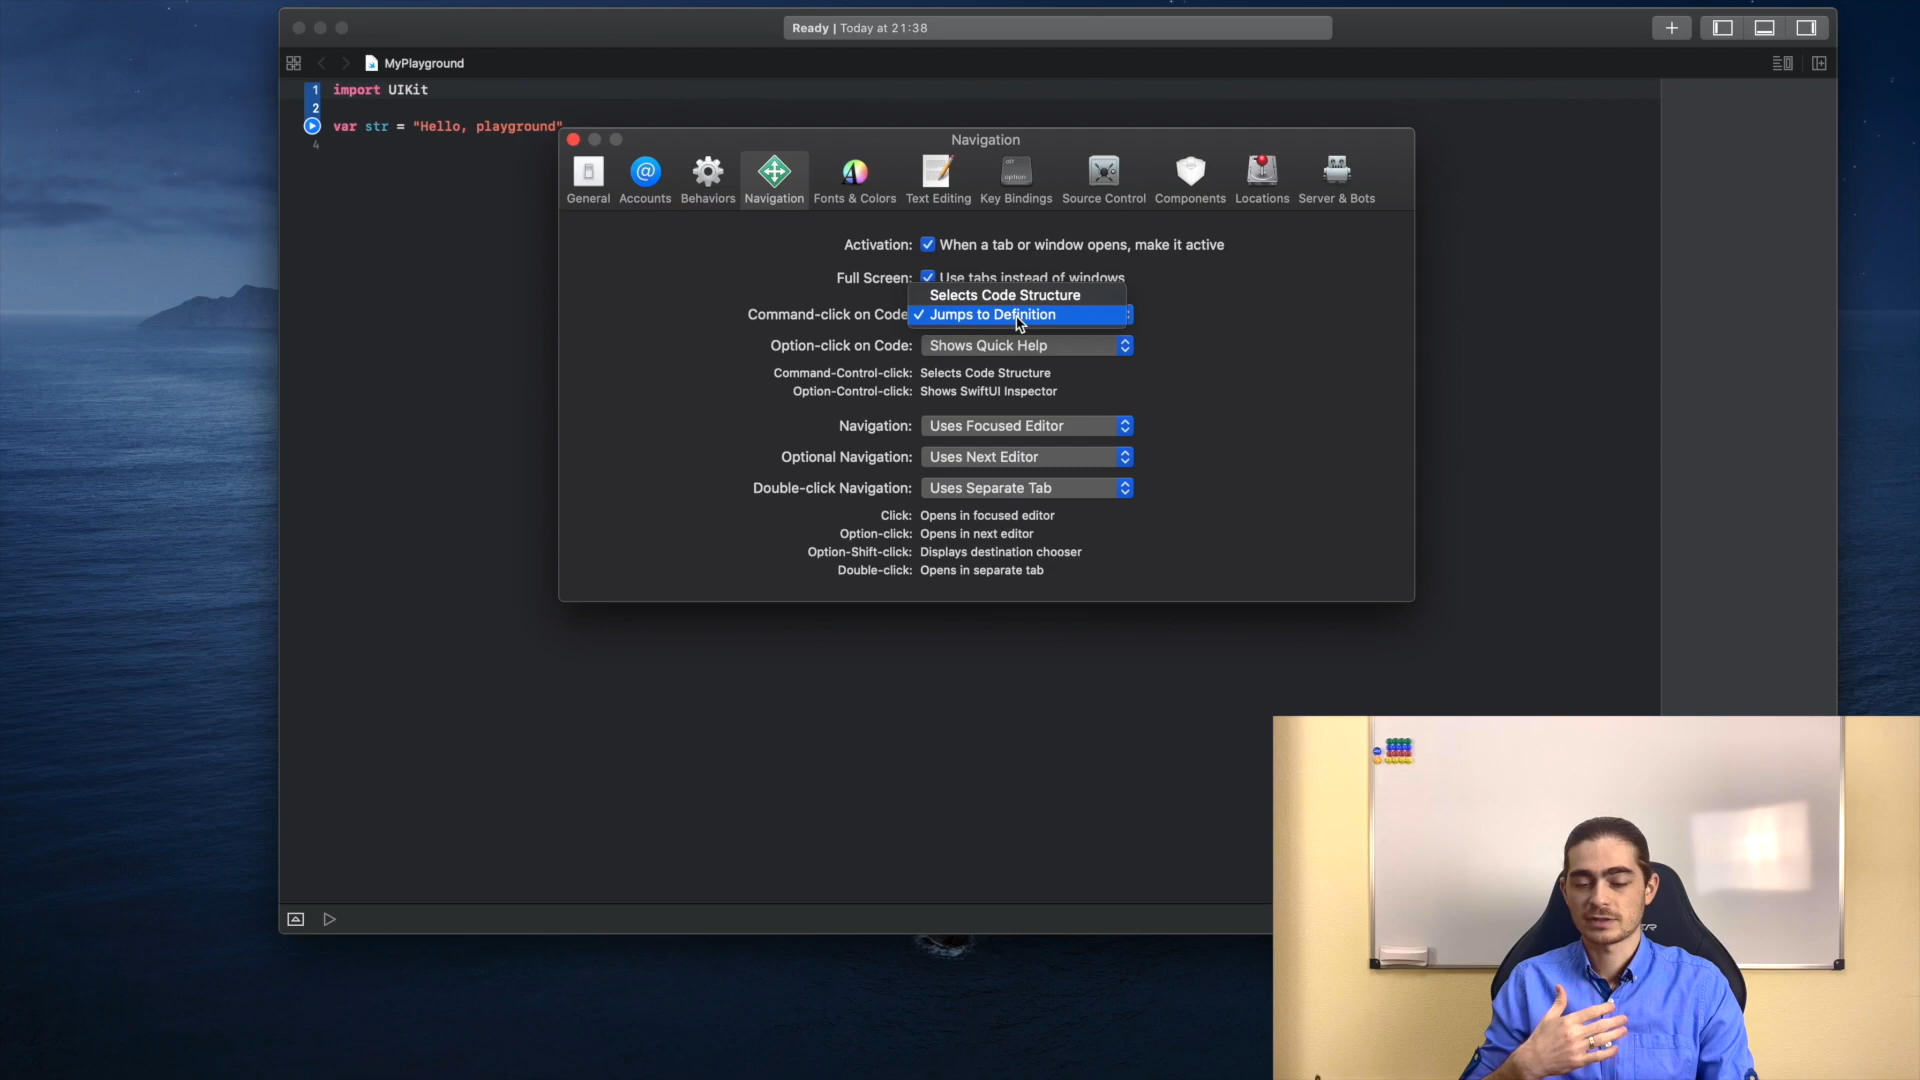 Ready | Today at 21:38
MyPlayground
1 import UIKit
2
var str = "Hello, playground"
4
Navigation
General Accounts Behaviors Navigation Fonts & Colors Text Editing Key Bindings Source Control Components Locations Server & Bots
Activation: When a tab or window opens, make it active
Full Screen: Use tabs instead of windows
Selects Code Structure
Command-click on Code ✓ Jumps to Definition
Option-click on Code: Shows Quick Help
Command-Control-click: Selects Code Structure
Option-Control-click: Shows SwiftUI Inspector
Navigation: Uses Focused Editor
Optional Navigation: Uses Next Editor
Double-click Navigation: Uses Separate Tab
Click: Opens in focused editor
Option-click: Opens in next editor
Option-Shift-click: Displays destination chooser
Double-click: Opens in separate tab